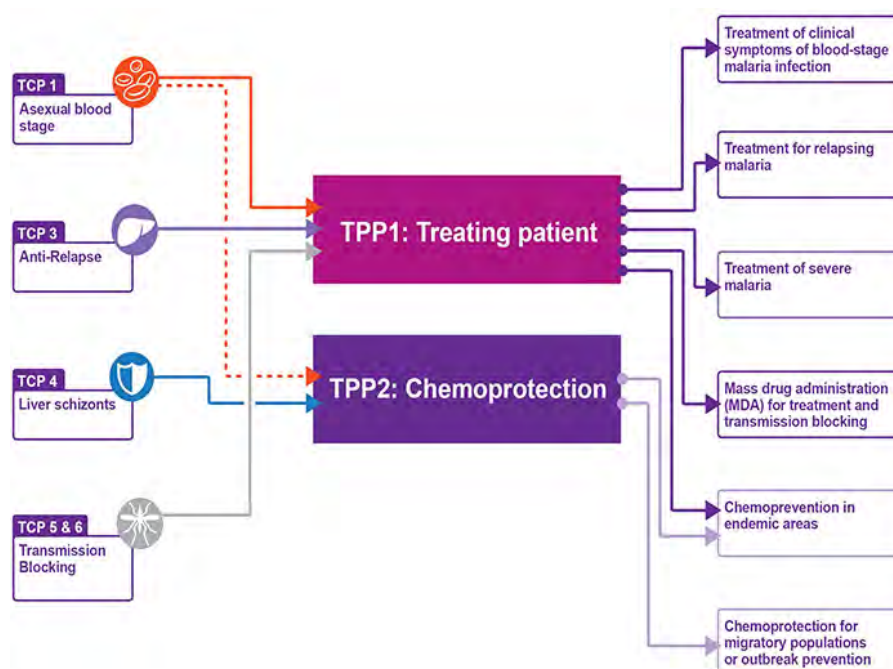 TCP 1
Asexual blood
stage
TCP 3
Anti-Relapse
TCP 4
Liver schizonts
TCP 5 & 6
Transmission
Blocking
TPP1: Treating patient
TPP2: Chemoprotection
Treatment of clinical
symptoms of blood-stage
malaria infection
Treatment for relapsing
malaria
Treatment of severe
malaria
Mass drug administration
(MDA) for treatment and
transmission blocking
Chemoprevention in
endemic areas
Chemoprotection for
migratory populations
or outbreak prevention